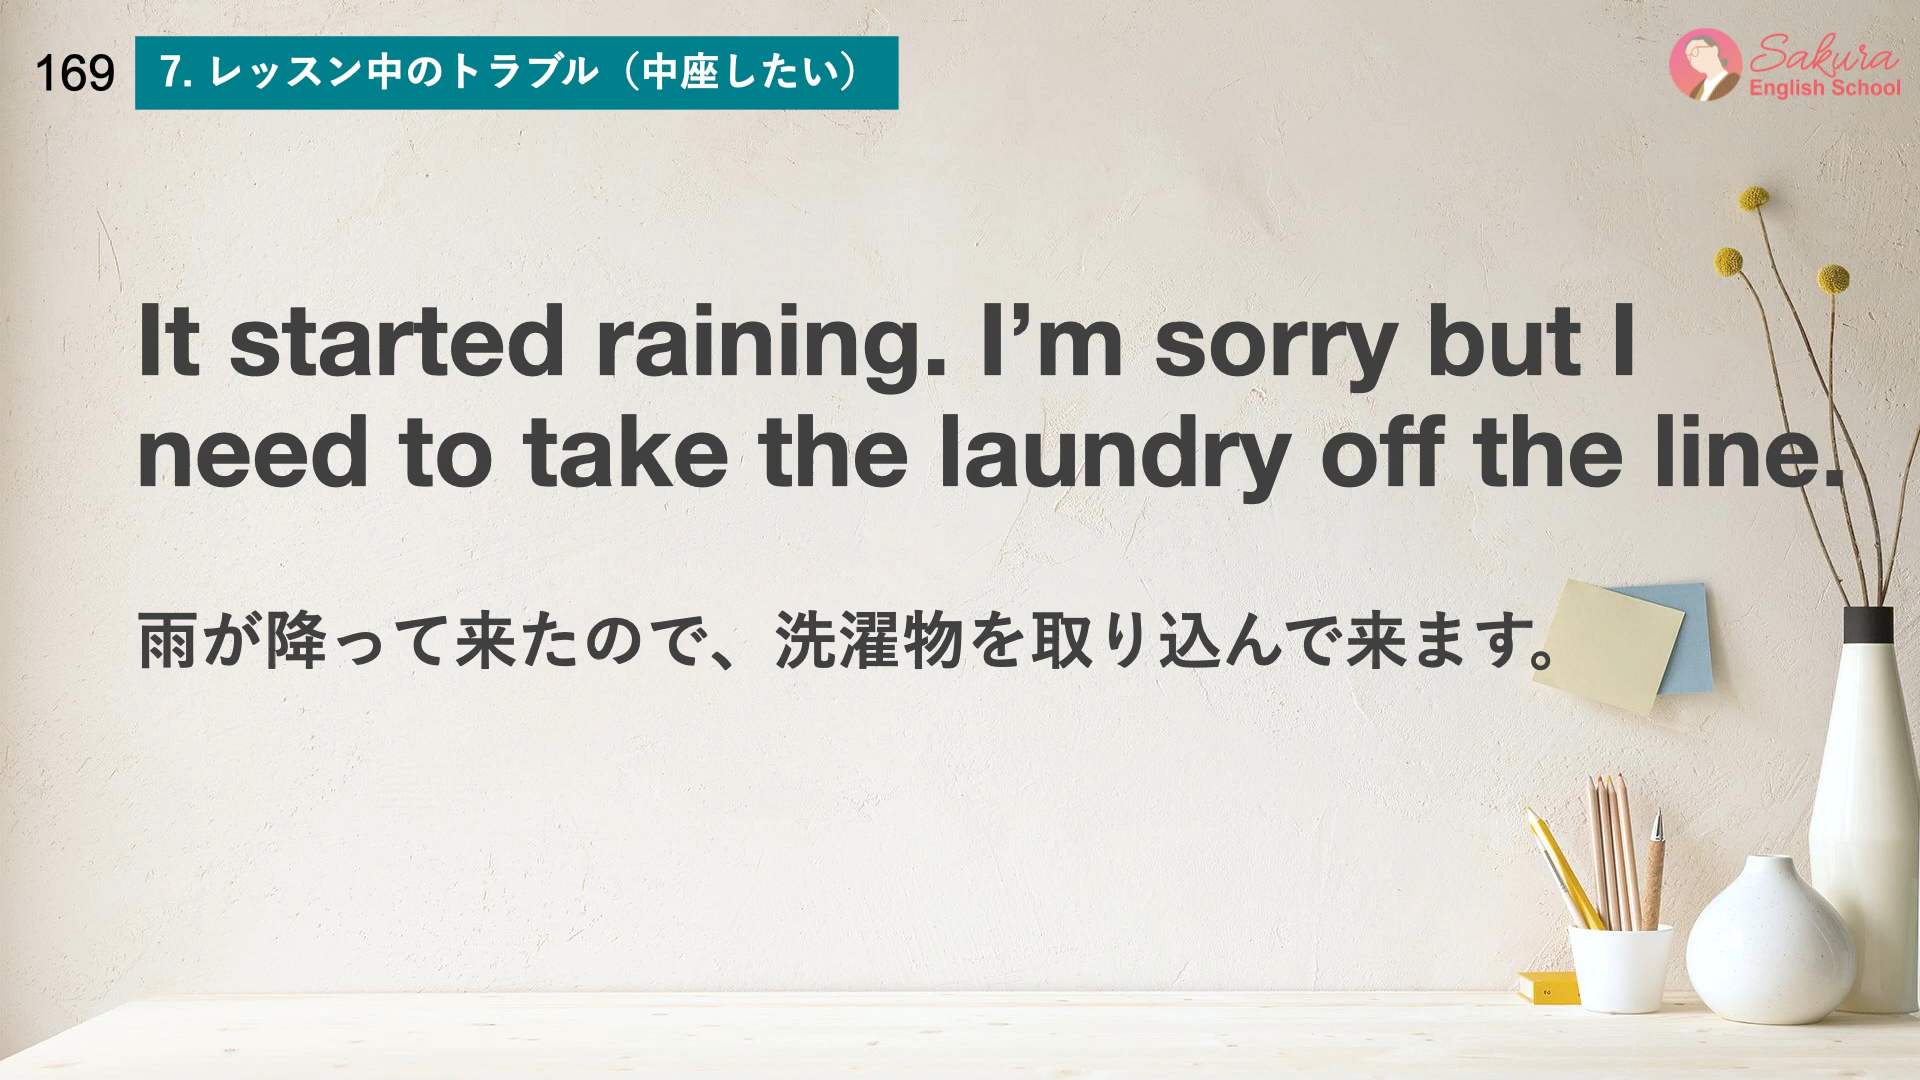 169
7. レッスン中のトラブル（中座したい）
Sakura
English School
It started raining. I’m sorry but I
need to take the laundry off the line.
雨が降って来たので、洗濯物を取り込んで来ます。